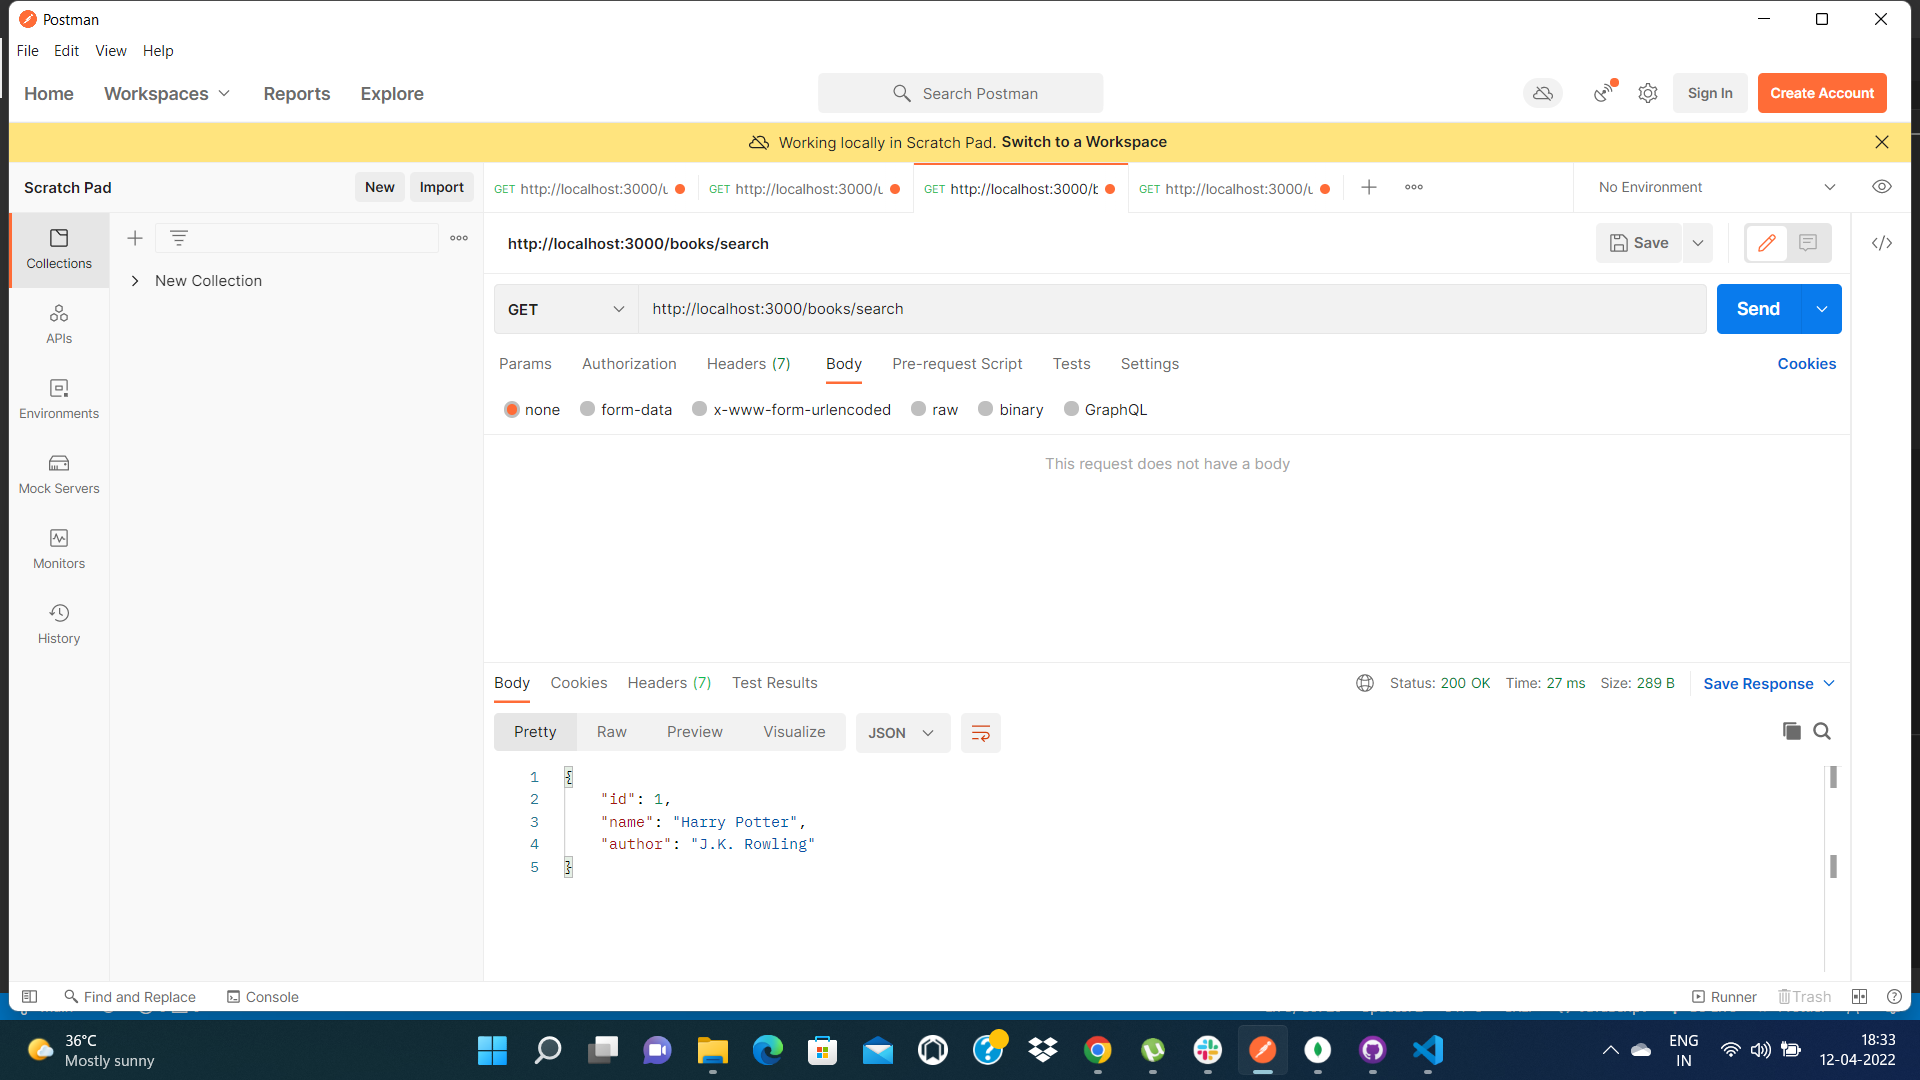 Postman
File Edit View Help
Home Workspaces Reports Explore Search Postman Sign In Create Account
Working locally in Scratch Pad. Switch to a Workspace
Scratch Pad New Import GET http://localhost:3000/u GET http://localhost:3000/u GET http://localhost:3000/b GET http://localhost:3000/u No Environment
Collections
New Collection
APIs
Environments
Mock Servers
Monitors
History
http://localhost:3000/books/search Save
GET http://localhost:3000/books/search Send
Params Authorization Headers (7) Body Pre-request Script Tests Settings Cookies
none form-data x-www-form-urlencoded raw binary GraphQL
This request does not have a body
Body Cookies Headers (7) Test Results Status: 200 OK Time: 27 ms Size: 289 B Save Response
Pretty Raw Preview Visualize JSON
1 {
2 "id": 1,
3 "name": "Harry Potter",
4 "author": "J.K. Rowling"
5 }
Find and Replace Console Runner Trash
36°C
Mostly sunny
ENG
IN
18:33
12-04-2022